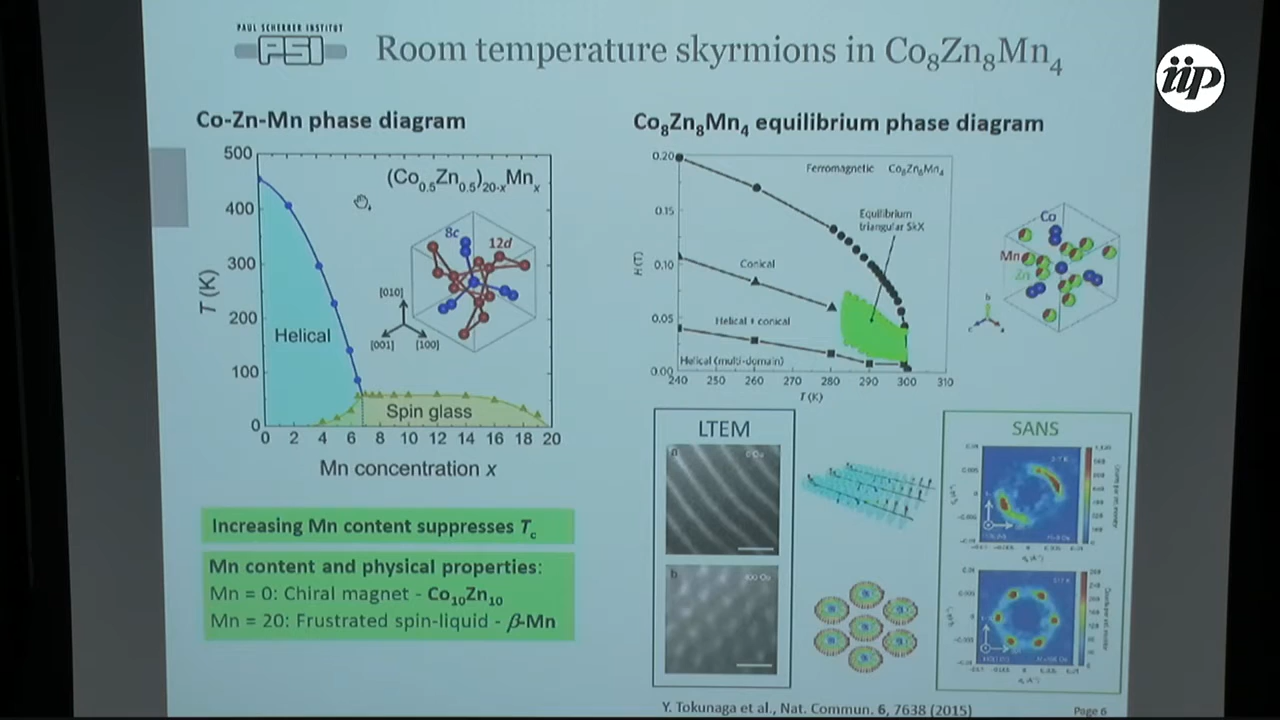 PAUL SCHERRER INSTITUT
PSI
Room temperature skyrmions in Co8Zn8Mn4
iip
Co-Zn-Mn phase diagram
500
400
300
200
100
0
T (K)
(Co0.5Zn0.5)20-xMnx
8c
12d
[010]
[001]
[100]
Helical
Spin glass
0 2 4 6 8 10 12 14 16 18 20
Mn concentration x
Increasing Mn content suppresses Tc
Mn content and physical properties:
Mn = 0: Chiral magnet - Co10Zn10
Mn = 20: Frustrated spin-liquid - β-Mn
Co8Zn8Mn4 equilibrium phase diagram
0.20
0.15
0.10
0.05
0.00
H (T)
Ferromagnetic Co8Zn8Mn4
Equilibrium
triangular SkX
Conical
Helical + conical
Helical (multi-domain)
240 250 260 270 280 290 300 310
T (K)
Co
Mn
Zn
LTEM
a
b
SANS
Y. Tokunaga et al., Nat. Commun. 6, 7638 (2015)
Page 6